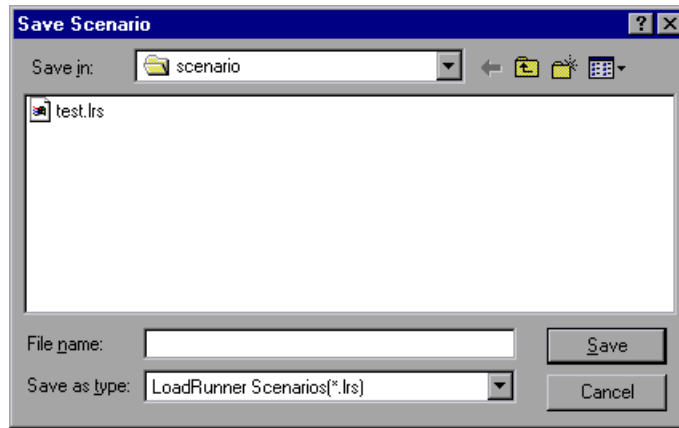 Save Scenario
Save in: scenario
test.lrs
File name: Save
Save as type: LoadRunner Scenarios(*.lrs) Cancel